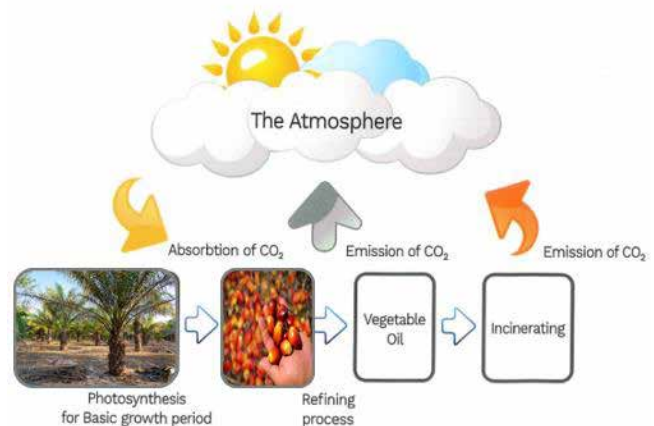 The Atmosphere
Absorbtion of CO₂
Emission of CO₂
Emission of CO₂
Vegetable
Oil
Incinerating
Photosynthesis
for Basic growth period
Refining
process